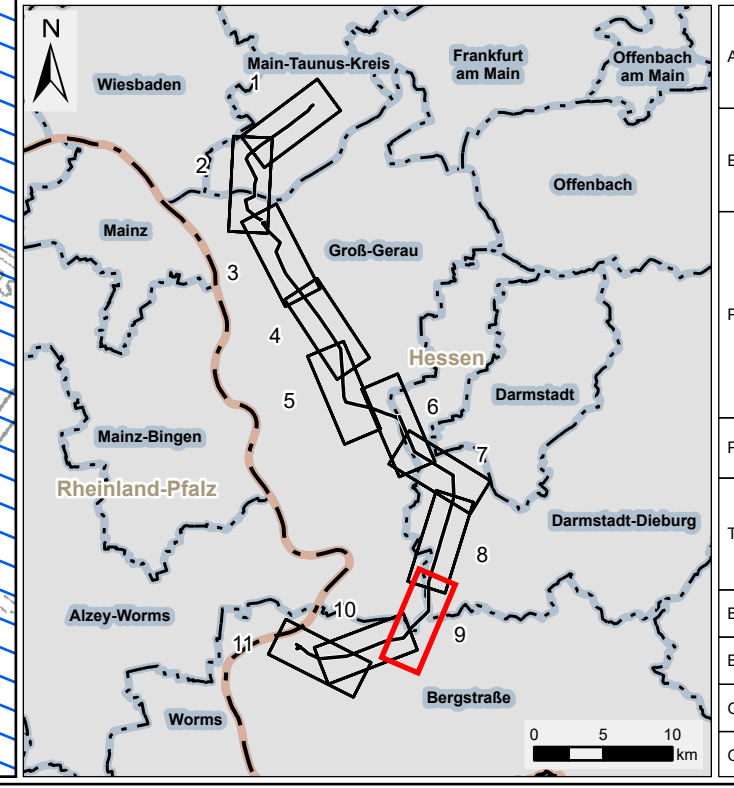 N
Main-Taunus-Kreis
Frankfurt
am Main
Offenbach
am Main
Wiesbaden
1
2
Offenbach
Mainz
Groß-Gerau
3
4
Hessen
5
6
Darmstadt
Mainz-Bingen
7
Rheinland-Pfalz
Darmstadt-Dieburg
8
Alzey-Worms
10
9
11
Bergstraße
Worms
0 5 10
km